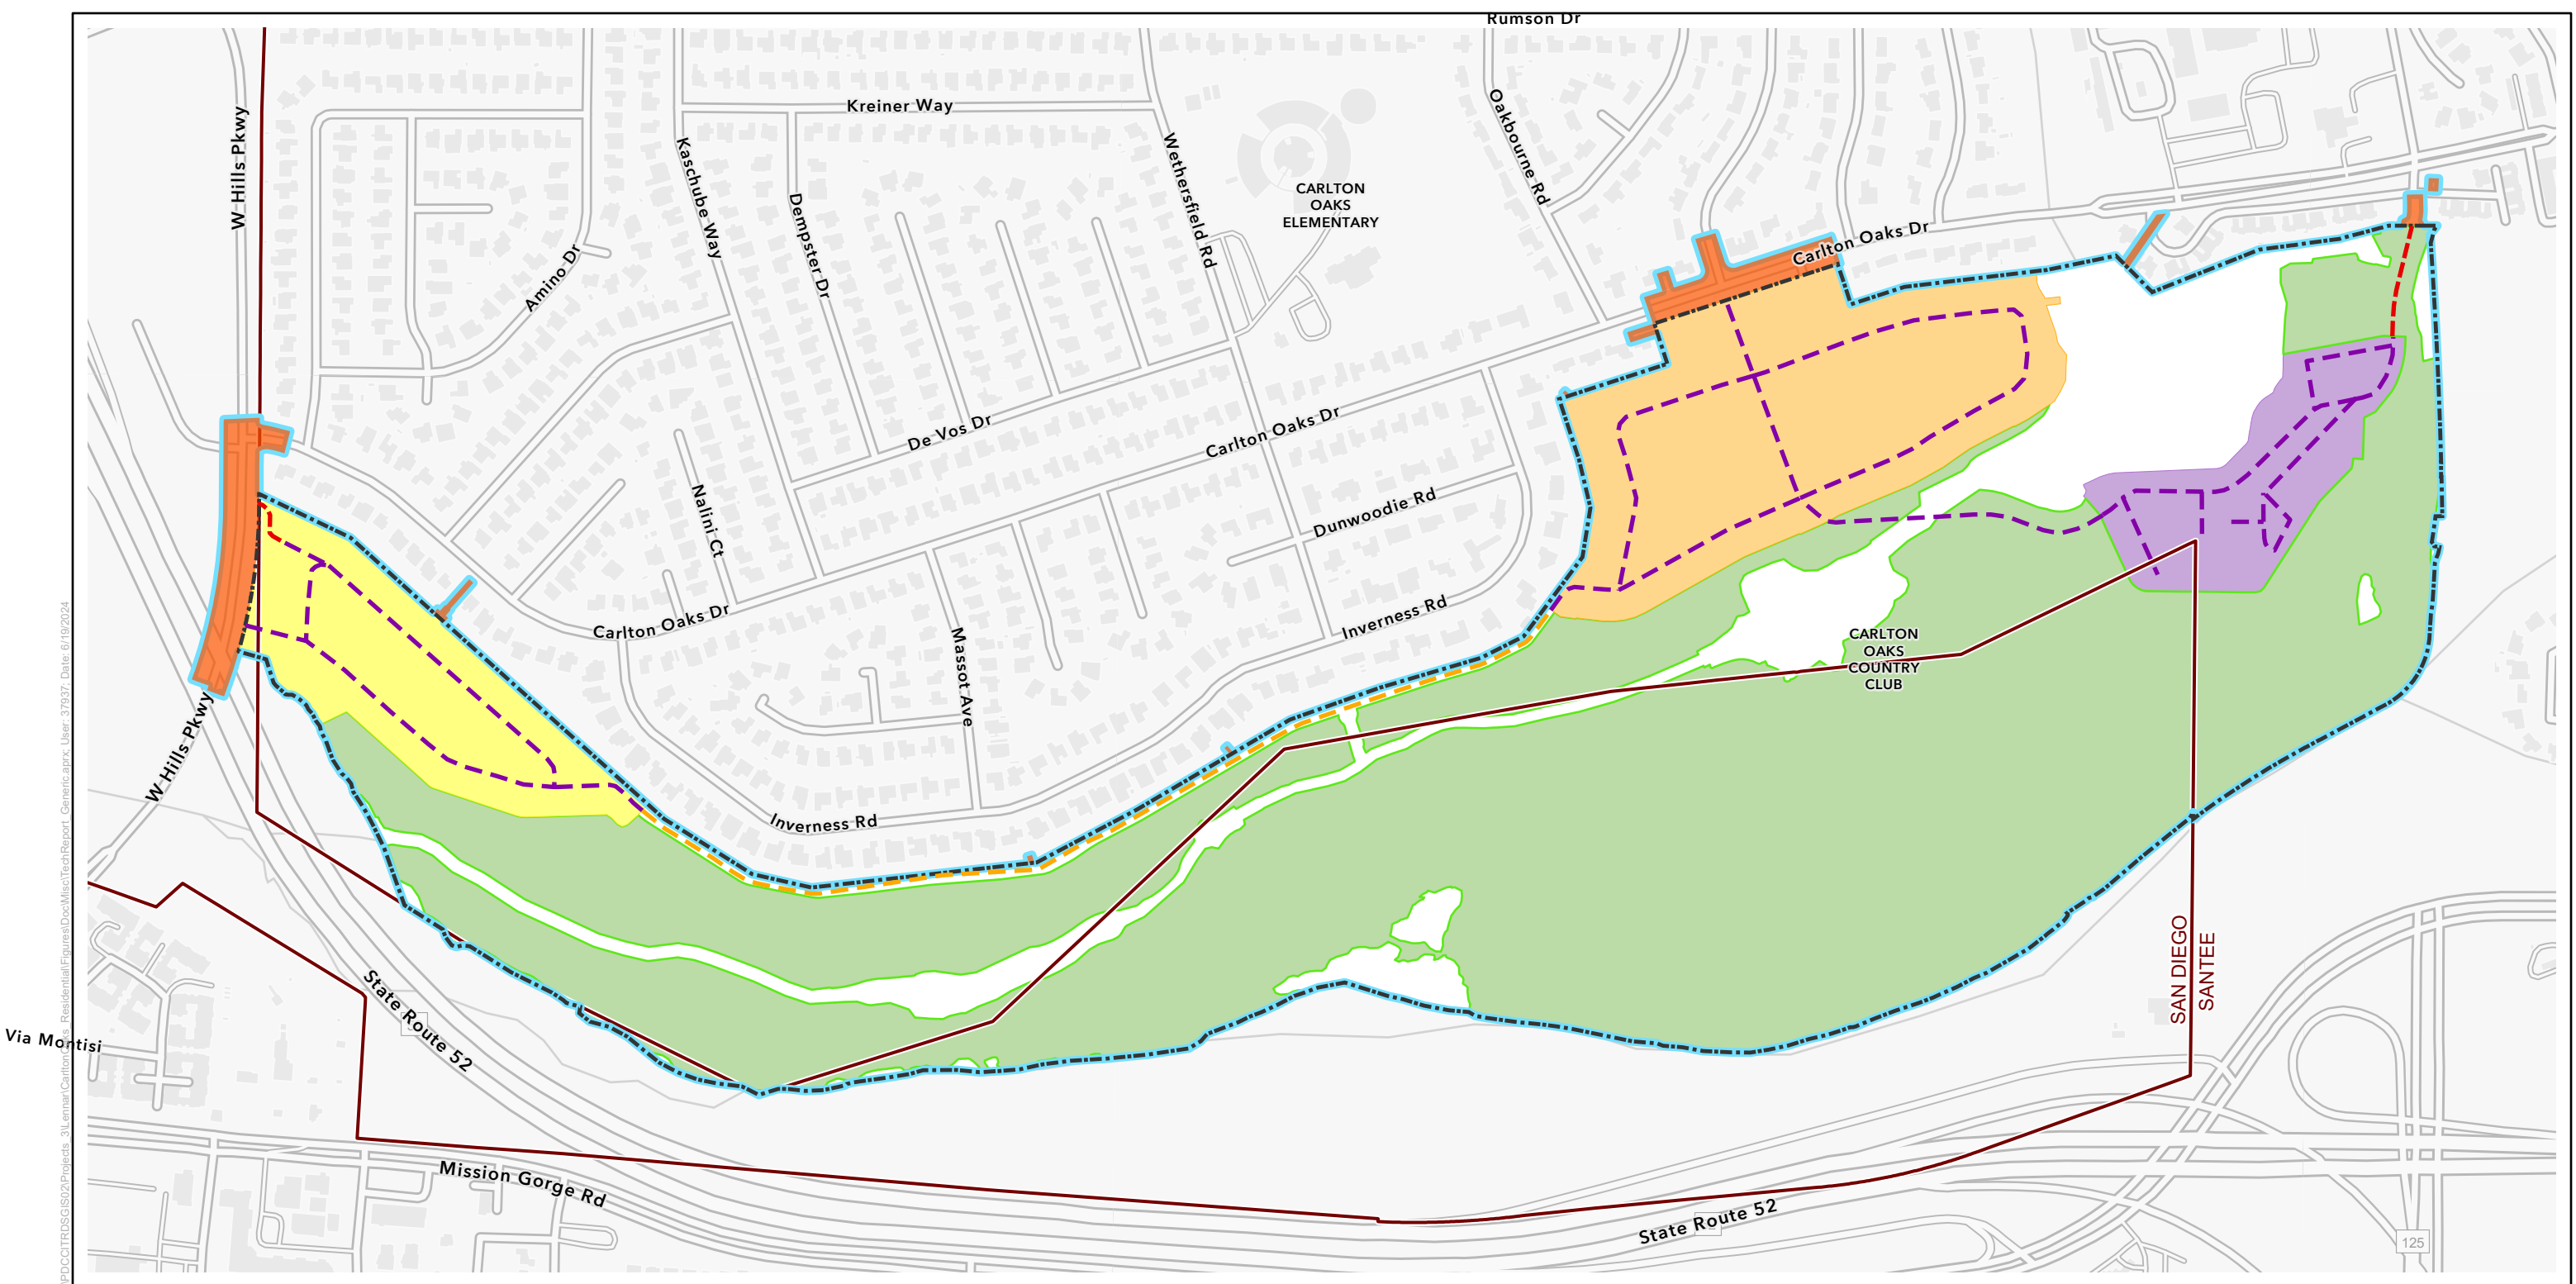 Rumson Dr
W Hills Pkwy
Kreiner Way
Kaschube Way
Dempster Dr
Wethersfield Rd
Oakbourne Rd
CARLTON
OAKS
ELEMENTARY
Amino Dr
Carlton Oaks Dr
De Vos Dr
Carlton Oaks Dr
Nalini Ct
Dunwoodie Rd
Carlton Oaks Dr
Inverness Rd
Massot Ave
CARLTON
OAKS
COUNTRY
CLUB
W Hills Pkwy
Inverness Rd
SAN DIEGO
SANTEE
State Route 52
Via Montisi
Mission Gorge Rd
State Route 52
125